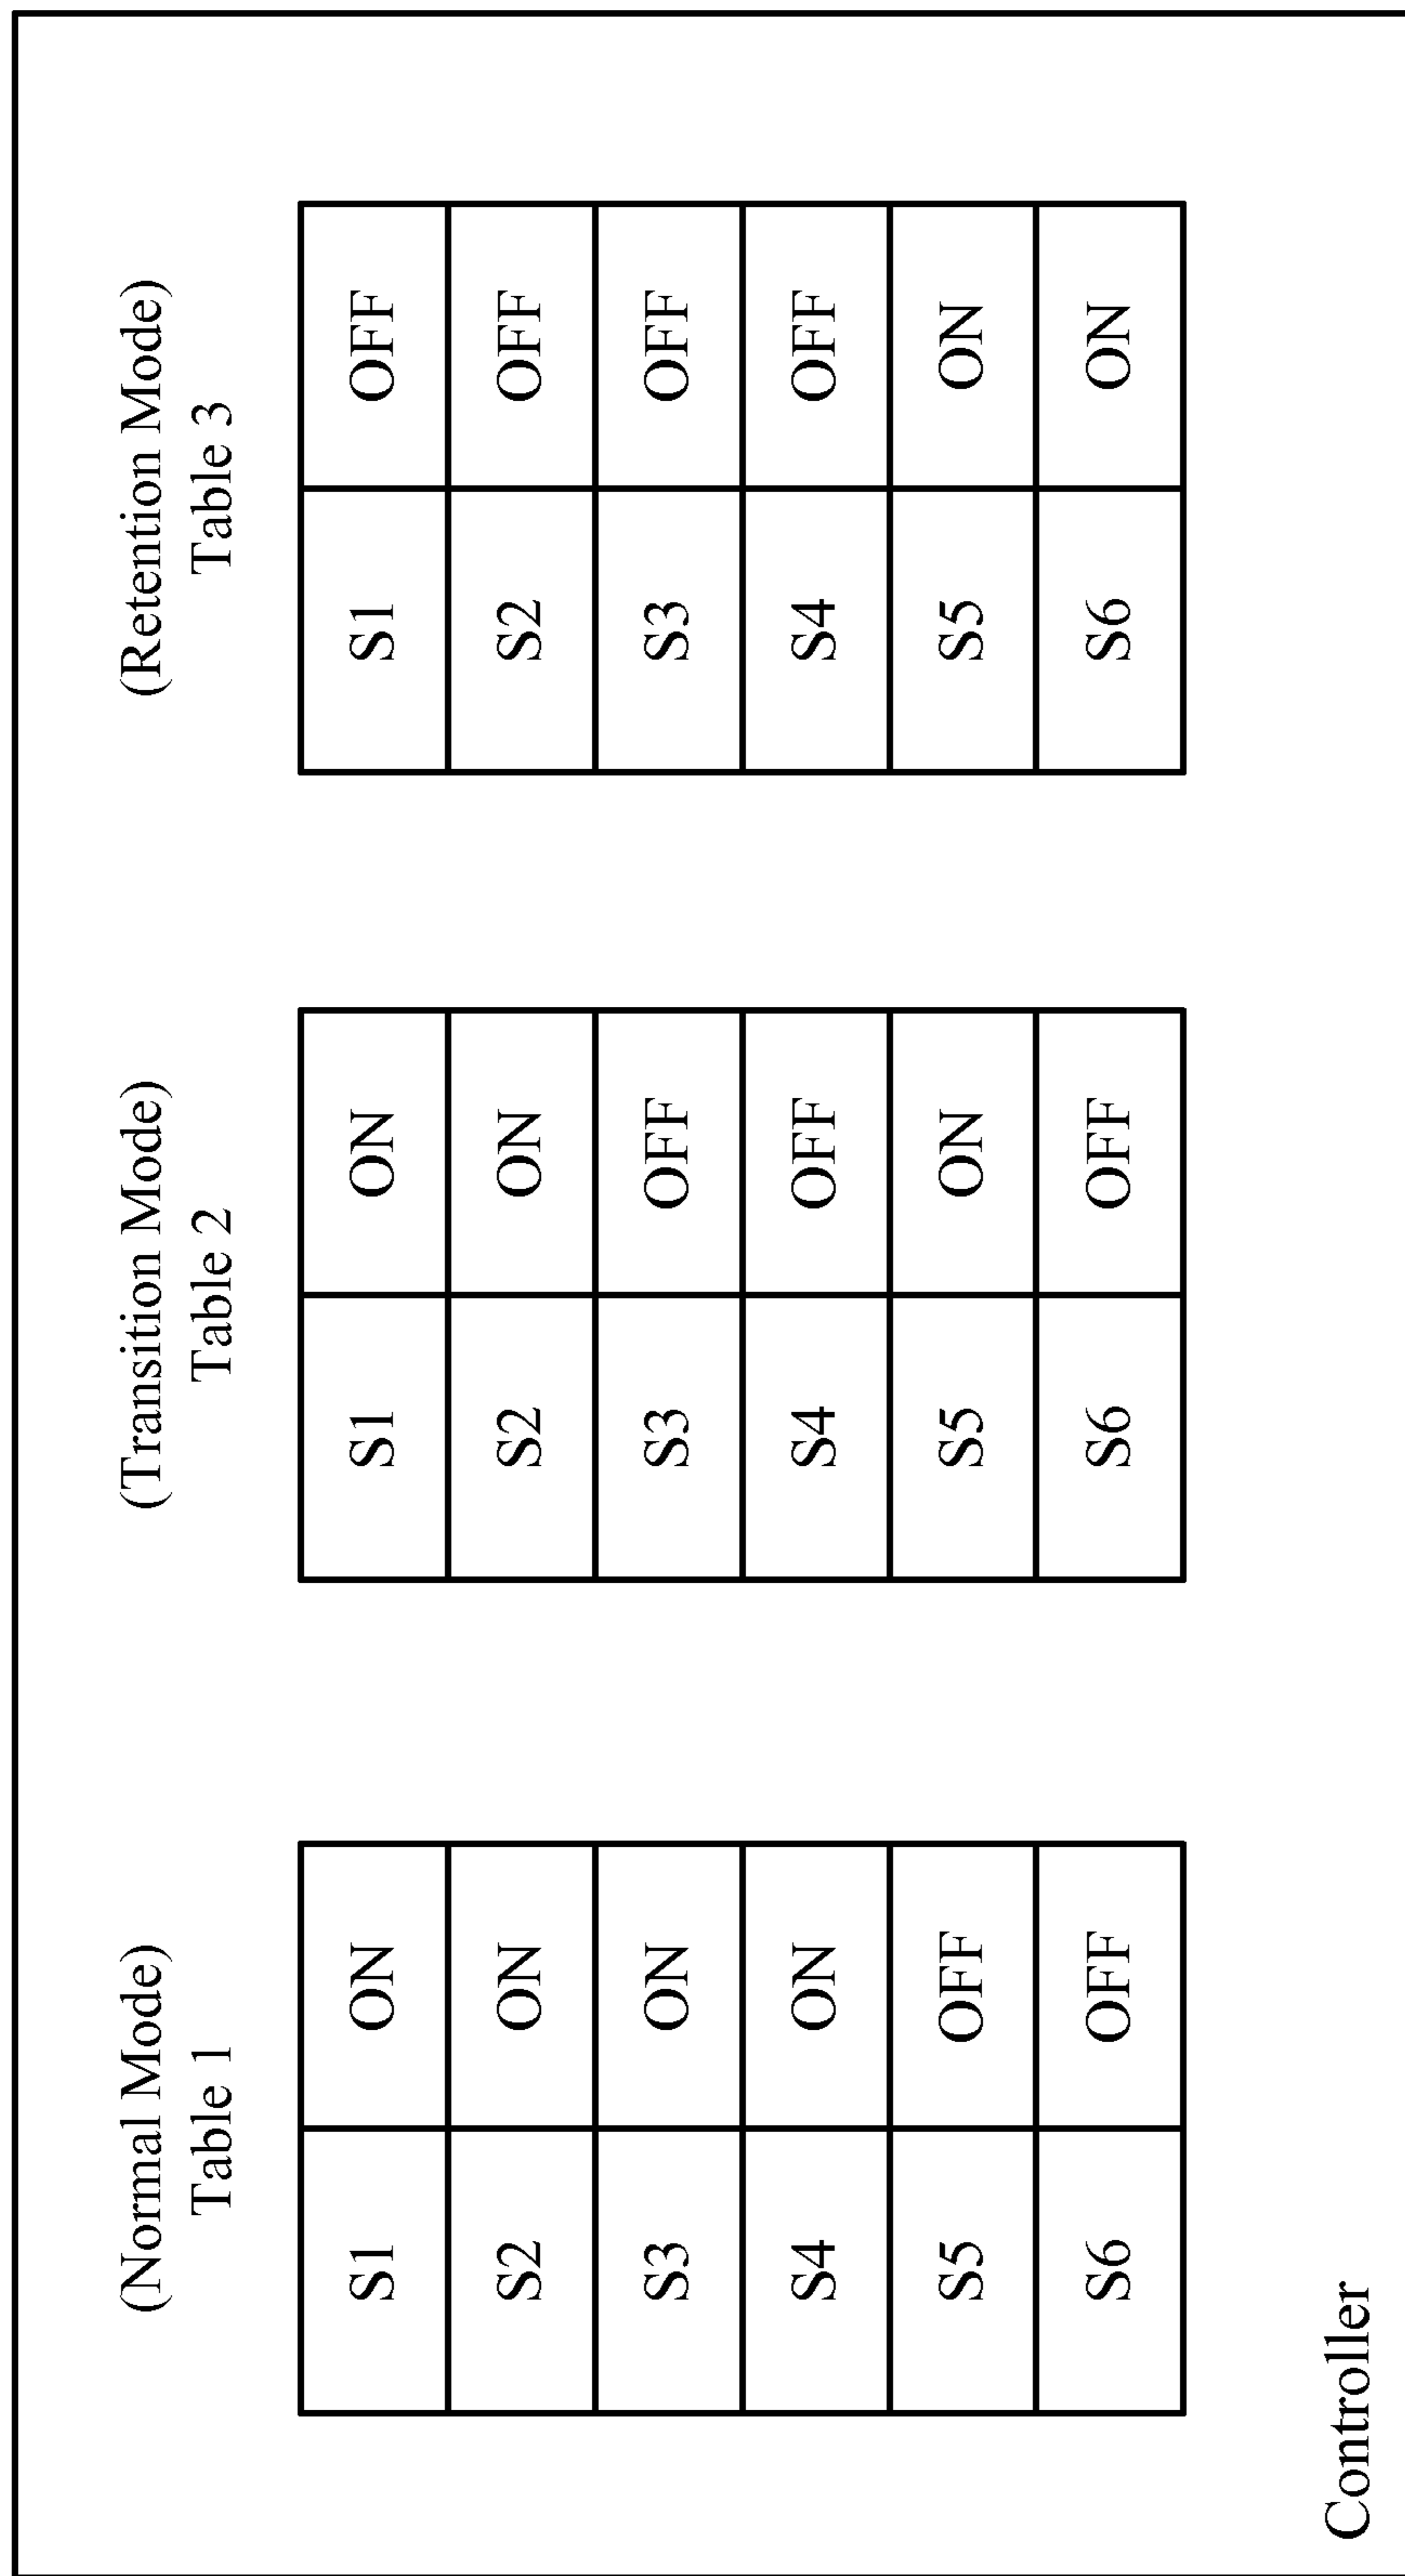 (Normal Mode)
Table 1
S1 ON
S2 ON
S3 ON
S4 ON
S5 OFF
S6 OFF
(Transition Mode)
Table 2
S1 ON
S2 ON
S3 OFF
S4 OFF
S5 ON
S6 OFF
(Retention Mode)
Table 3
S1 OFF
S2 OFF
S3 OFF
S4 OFF
S5 ON
S6 ON
Controller